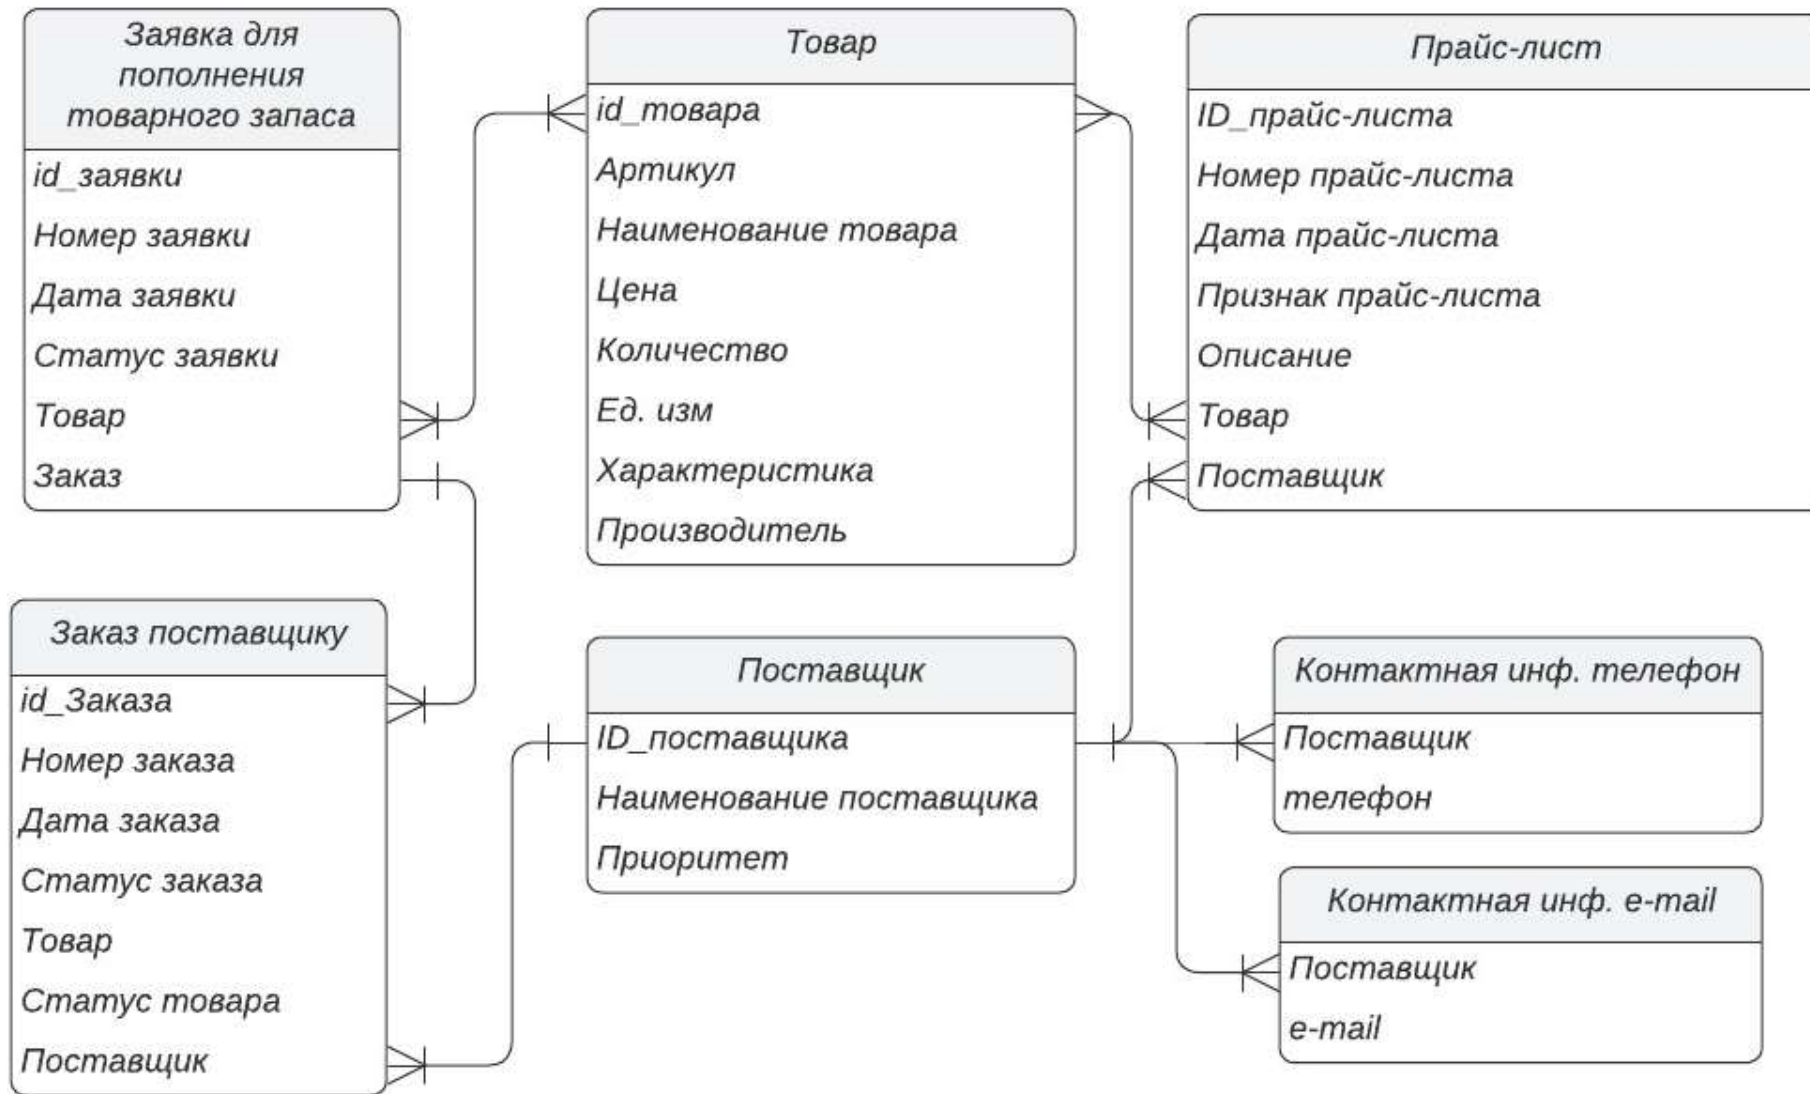 Заявка для
пополнения
товарного запаса
id_заявки
Номер заявки
Дата заявки
Статус заявки
Товар
Заказ
Товар
id_товара
Артикул
Наименование товара
Цена
Количество
Ед. изм
Характеристика
Производитель
Прайс-лист
ID_прайс-листа
Номер прайс-листа
Дата прайс-листа
Признак прайс-листа
Описание
Товар
Поставщик
Заказ поставщику
id_Заказа
Номер заказа
Дата заказа
Статус заказа
Товар
Статус товара
Поставщик
Поставщик
ID_поставщика
Наименование поставщика
Приоритет
Контактная инф. телефон
Поставщик
телефон
Контактная инф. e-mail
Поставщик
e-mail